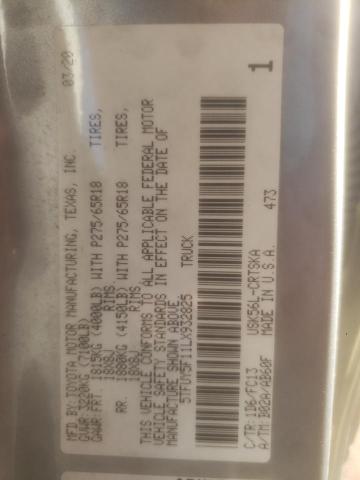 MFD. BY: TOYOTA MOTOR MANUFACTURING, TEXAS, INC. 03/20
GVWR: 3220KG (7100LB)
GAWR: FRT. 1815KG (4000LB) WITH P275/65R18 TIRES,
18X8J RIMS,
RR. 1880KG (4150LB) WITH P275/65R18 TIRES,
18X8J RIMS,
THIS VEHICLE CONFORMS TO ALL APPLICABLE FEDERAL MOTOR
VEHICLE SAFETY STANDARDS IN EFFECT ON THE DATE OF
MANUFACTURE SHOWN ABOVE.
5TFUY5F11LX932825 TRUCK
C/TR: 1D6/FC13 USK56L-CRTSKA
A/TM: B02A/AB60F MADE IN U.S.A. 473
1